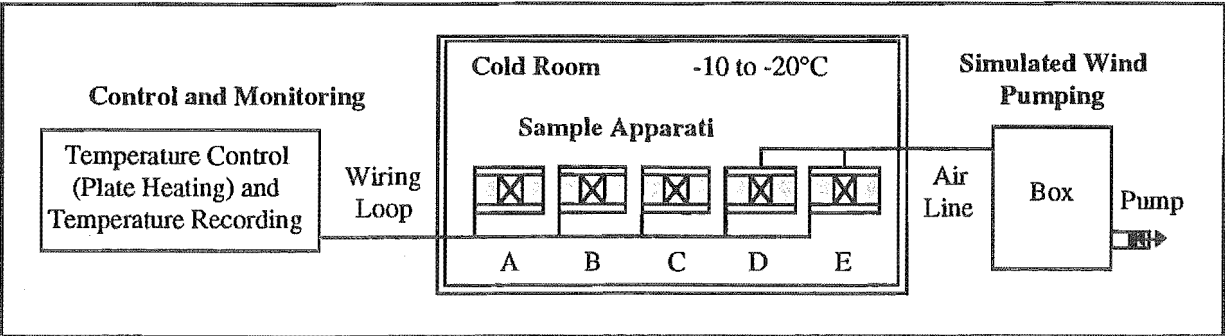 Control and Monitoring
Temperature Control
(Plate Heating) and
Temperature Recording
Wiring
Loop
Cold Room -10 to -20°C
Sample Apparati
A B C D E
Simulated Wind
Pumping
Air
Line
Box
Pump